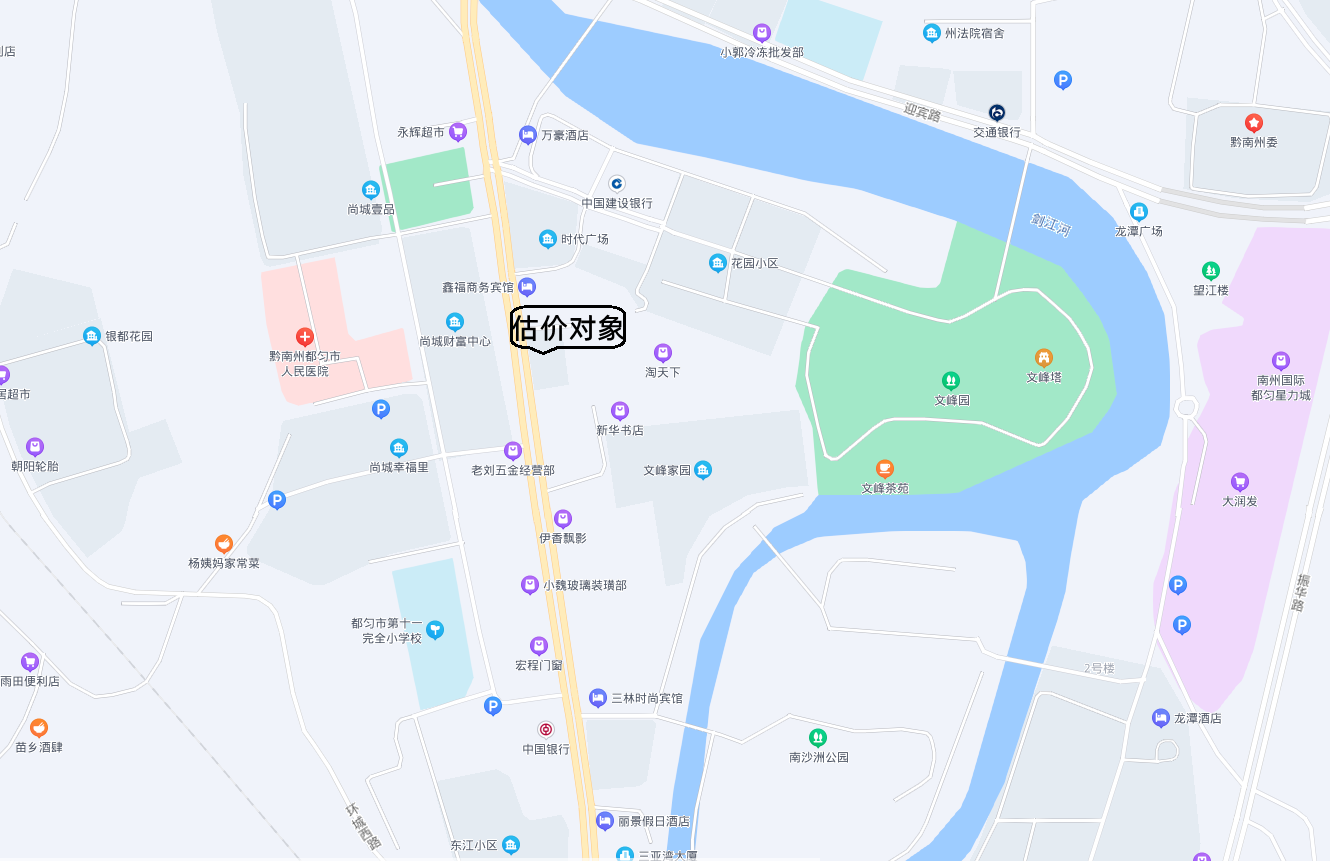 小郭冷冻批发部
州法院宿舍
P
迎宾路
交通银行
黔南州委
永辉超市
万豪酒店
尚城壹品
中国建设银行
时代广场
剑江河
龙潭广场
花园小区
望江楼
鑫福商务宾馆
估价对象
尚城财富中心
银都花园
黔南州都匀市
人民医院
淘天下
文峰塔
文峰园
南州国际
都匀星力城
居超市
P
新华书店
朝阳轮胎
尚城幸福里
老刘五金经营部
文峰家园
文峰茶苑
大润发
P
伊香飘影
杨姨妈家常菜
小魏玻璃装璜部
P
振华路
都匀市第十一
完全小学校
P
宏程门窗
2号楼
雨田便利店
三林时尚宾馆
P
龙潭酒店
苗乡酒肆
中国银行
南沙洲公园
环城西路
丽景假日酒店
东江小区
三亚湾大厦